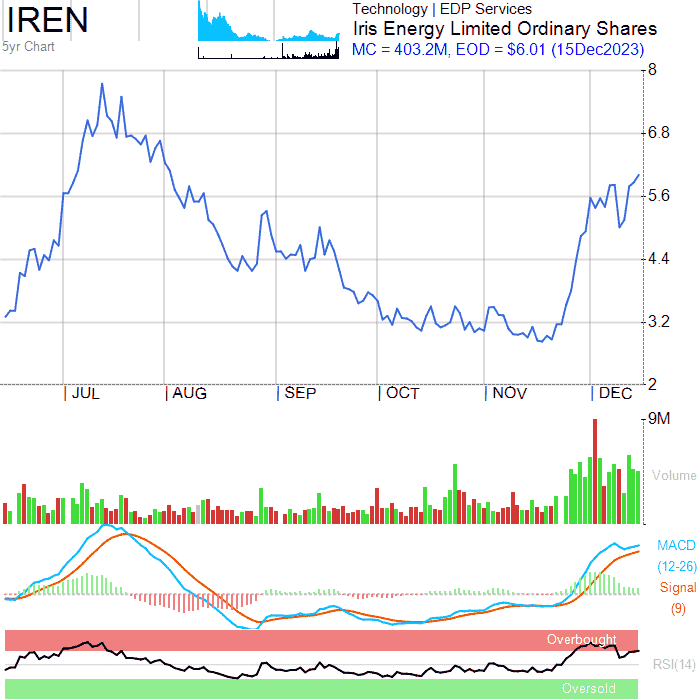 IREN
5yr Chart
Technology | EDP Services
Iris Energy Limited Ordinary Shares
MC = 403.2M, EOD = $6.01 (15Dec2023)
8
6.8
5.6
4.4
3.2
2
JUL AUG SEP OCT NOV DEC
9M
Volume
MACD
(12-26)
Signal
(9)
Overbought
RSI(14)
Oversold